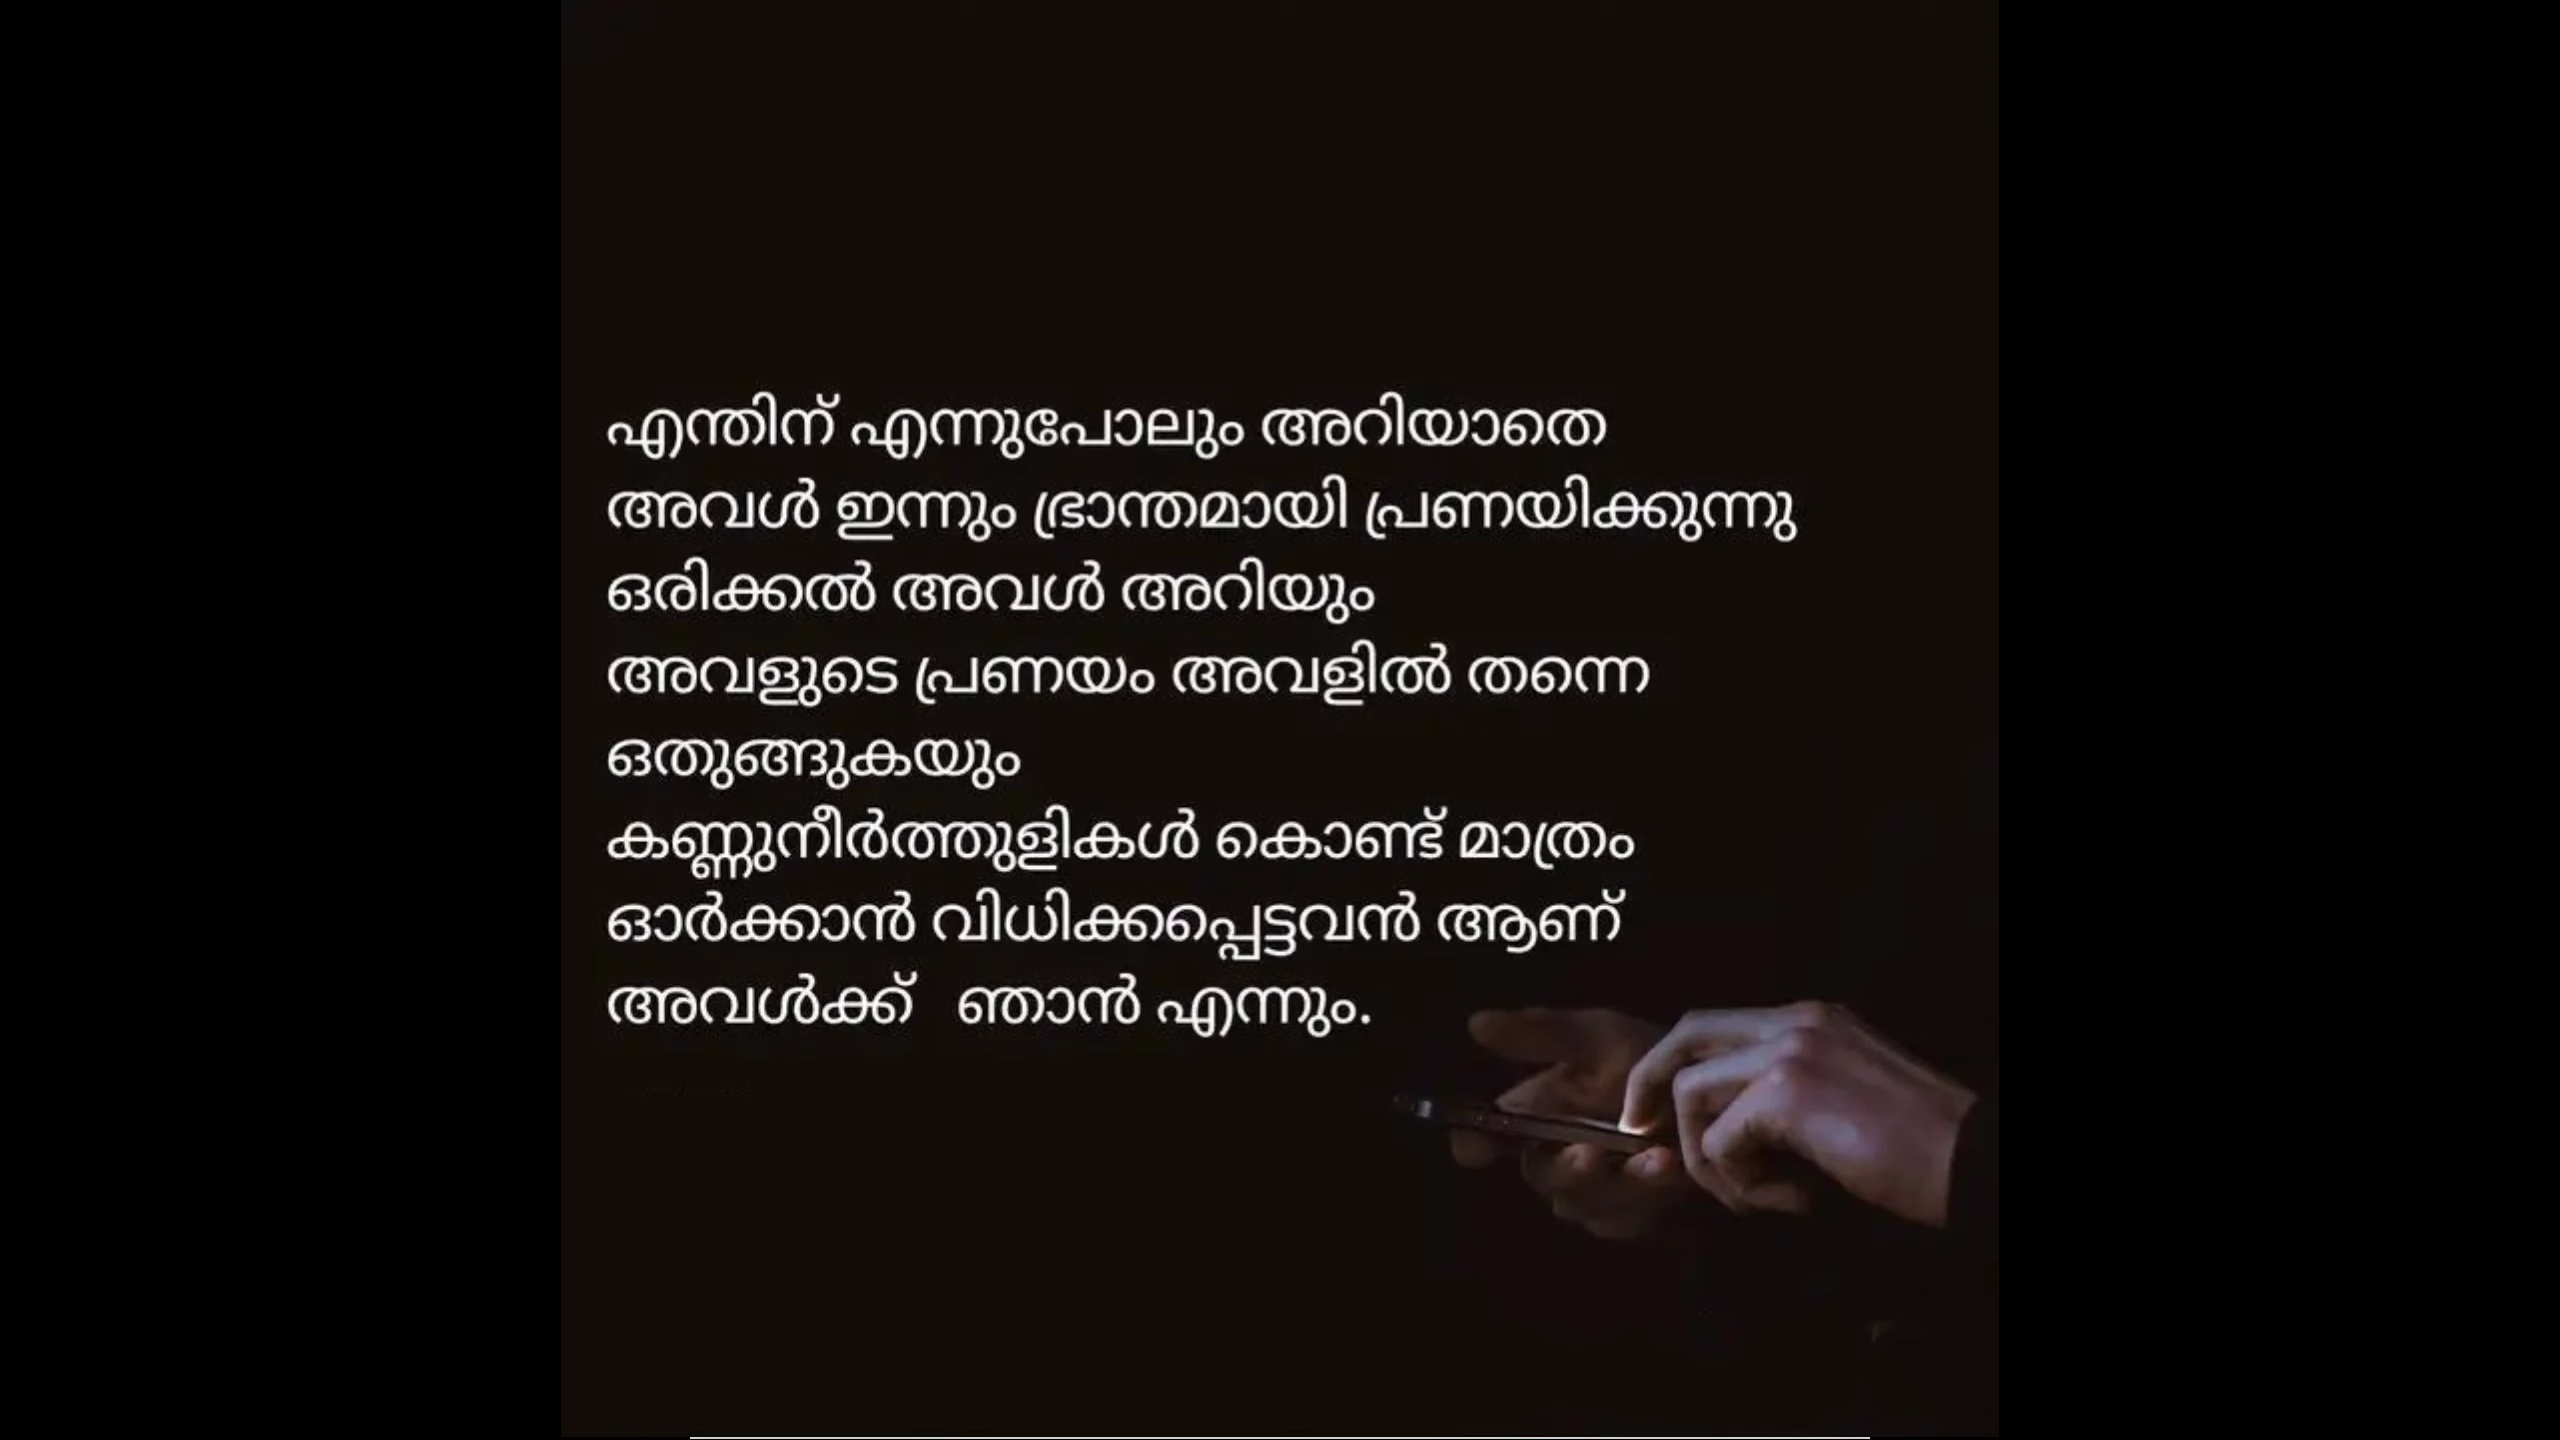 എന്തിന് എന്നുപോലും അറിയാതെ
അവൾ ഇന്നും ഭ്രാന്തമായി പ്രണയിക്കുന്നു
ഒരിക്കൽ അവൾ അറിയും
അവളുടെ പ്രണയം അവളിൽ തന്നെ
ഒതുങ്ങുകയും
കണ്ണുനീർത്തുളികൾ കൊണ്ട് മാത്രം
ഓർക്കാൻ വിധിക്കപ്പെട്ടവൻ ആണ്
അവൾക്ക് ഞാൻ എന്നും.